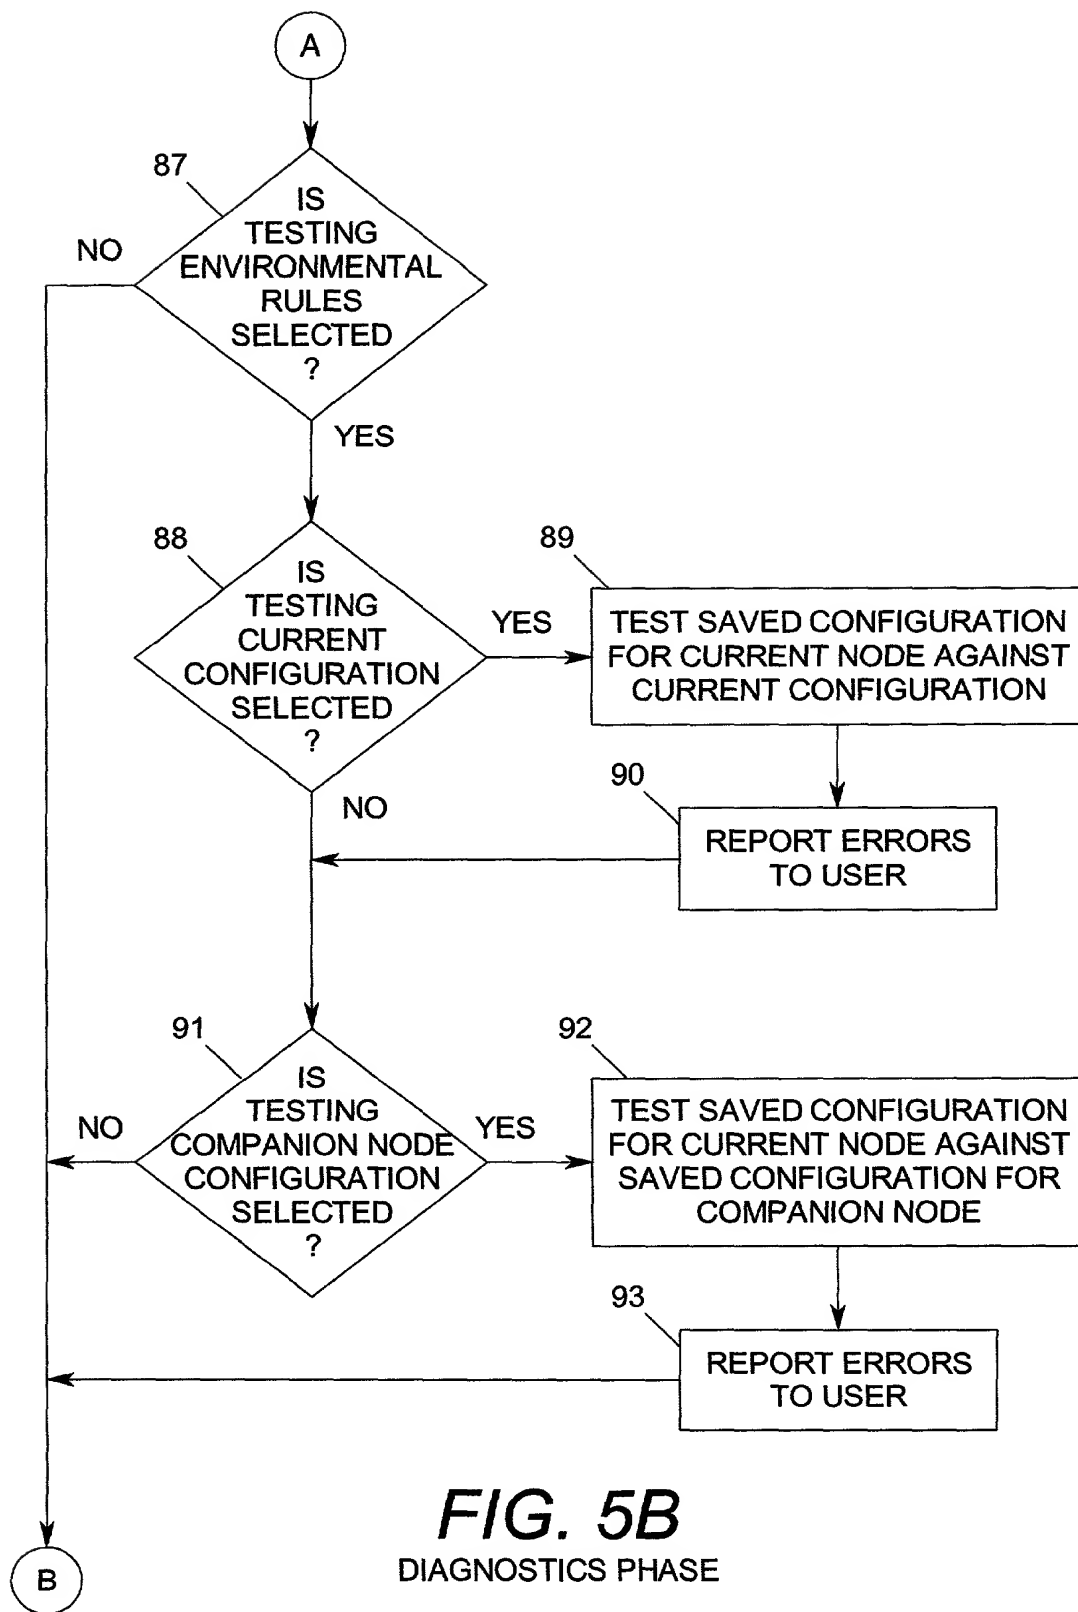 A
87
IS
TESTING
ENVIRONMENTAL
RULES
SELECTED
?
NO
YES
88
IS
TESTING
CURRENT
CONFIGURATION
SELECTED
?
YES
NO
89
TEST SAVED CONFIGURATION
FOR CURRENT NODE AGAINST
CURRENT CONFIGURATION
90
REPORT ERRORS
TO USER
91
IS
TESTING
COMPANION NODE
CONFIGURATION
SELECTED
?
NO
YES
92
TEST SAVED CONFIGURATION
FOR CURRENT NODE AGAINST
SAVED CONFIGURATION FOR
COMPANION NODE
93
REPORT ERRORS
TO USER
B
FIG. 5B
DIAGNOSTICS PHASE